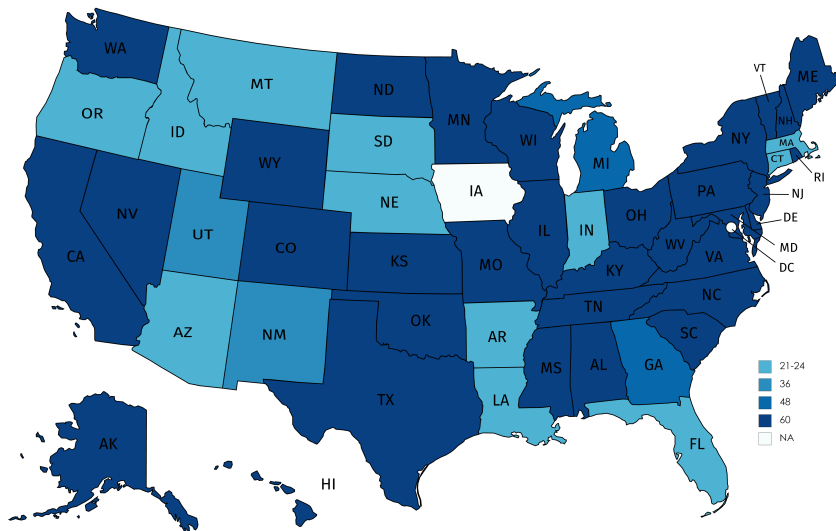 WA
MT
ND
MN
VT
ME
OR
ID
SD
WI
NH
NY
MA
MI
CT
WY
RI
IA
PA
NJ
NE
NV
OH
DE
IN
IL
UT
WV
MD
CO
VA
CA
KS
MO
KY
DC
NC
TN
OK
AZ
NM
AR
SC
MS
AL
GA
21-24
36
TX
LA
48
60
NA
AK
FL
HI